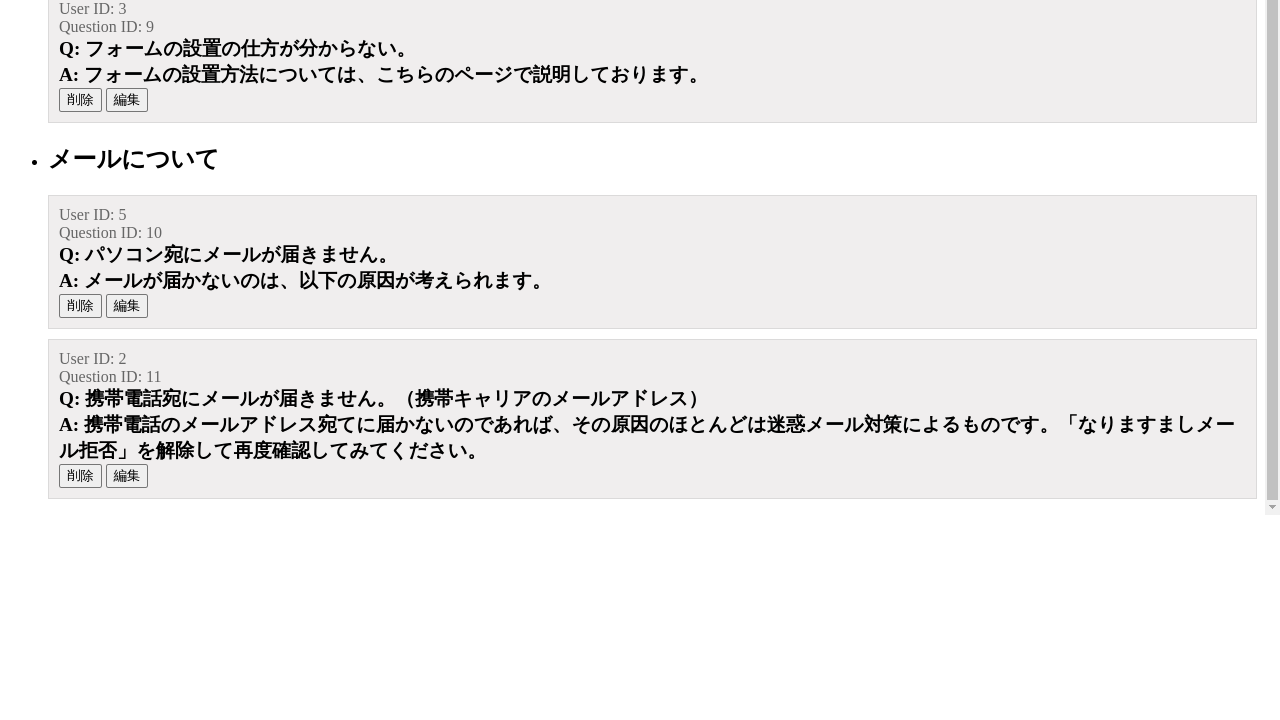 User ID: 3
Question ID: 9
Q: フォームの設置の仕方が分からない。
A: フォームの設置方法については、こちらのページで説明しております。
削除 編集
メールについて
User ID: 5
Question ID: 10
Q: パソコン宛にメールが届きません。
A: メールが届かないのは、以下の原因が考えられます。
削除 編集
User ID: 2
Question ID: 11
Q: 携帯電話宛にメールが届きません。（携帯キャリアのメールアドレス）
A: 携帯電話のメールアドレス宛てに届かないのであれば、その原因のほとんどは迷惑メール対策によるものです。「なりますましメー
ル拒否」を解除して再度確認してみてください。
削除 編集